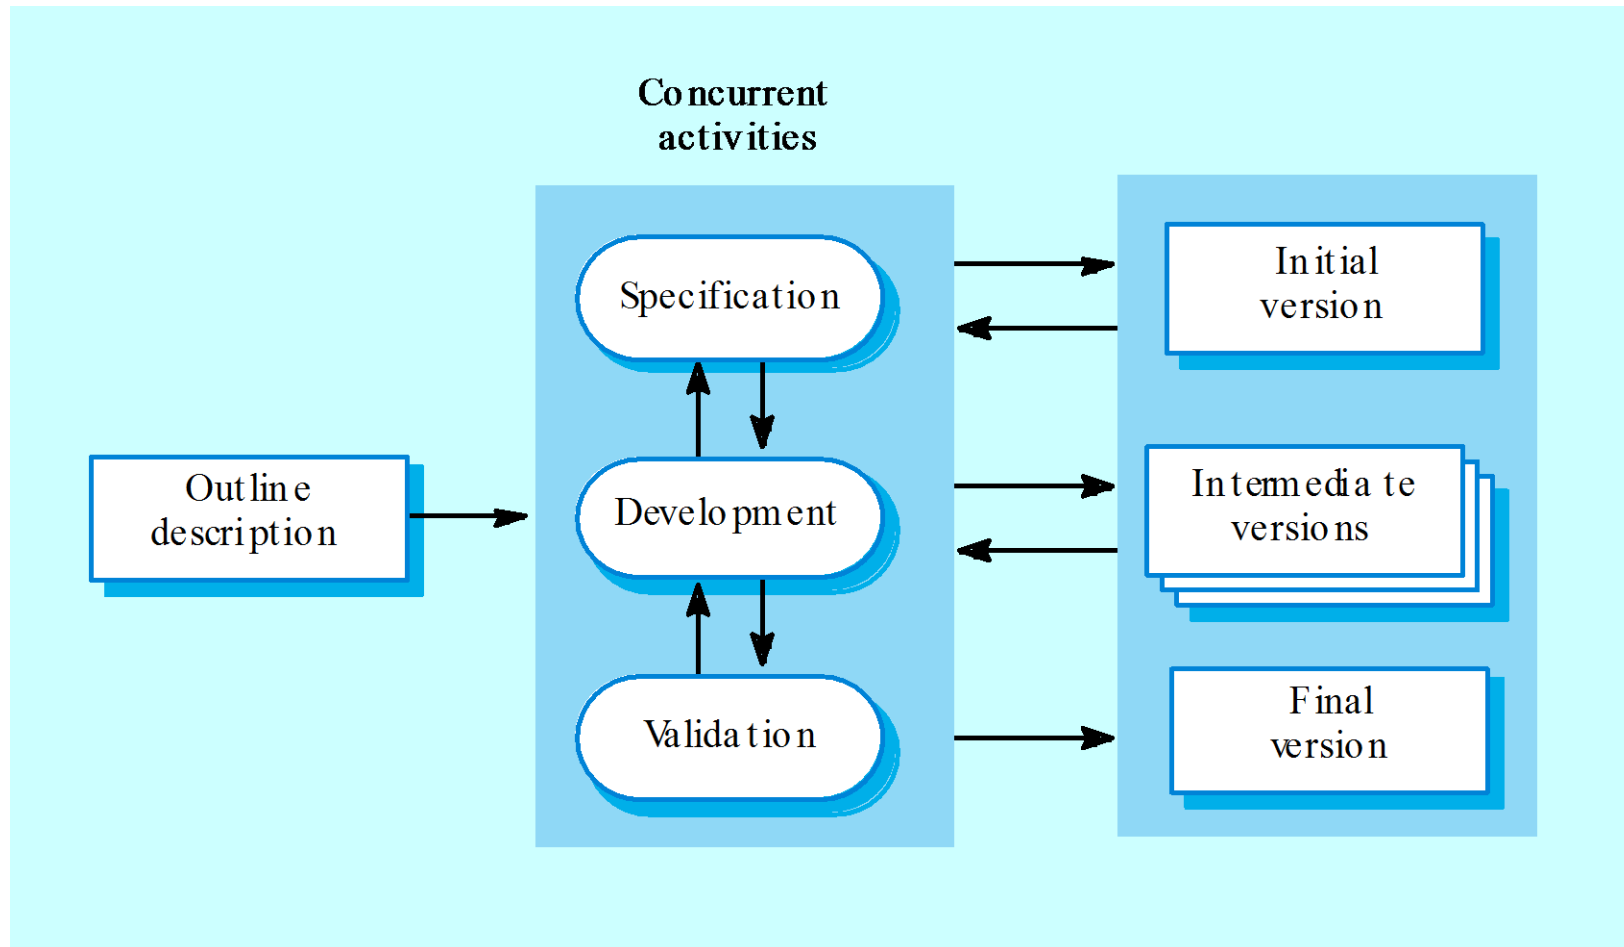 Concurrent
activities
Specification
Initial
version
Outline
description
Development
Intermediate
versions
Validation
Final
version